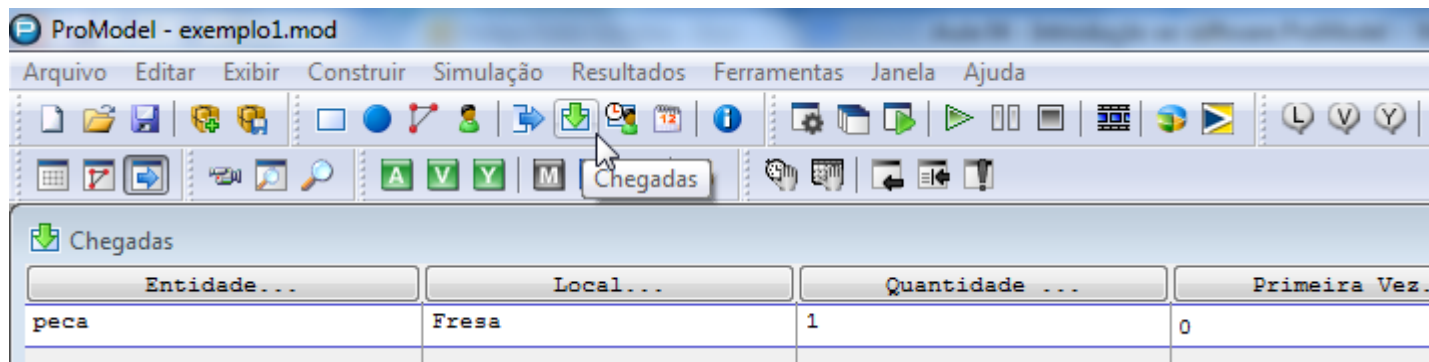 ProModel - exemplo1.mod
Arquivo Editar Exibir Construir Simulação Resultados Ferramentas Janela Ajuda
12 L V Y
A V Y M Chegadas
Chegadas
Entidade... Local... Quantidade ... Primeira Vez.
peca Fresa 1 0